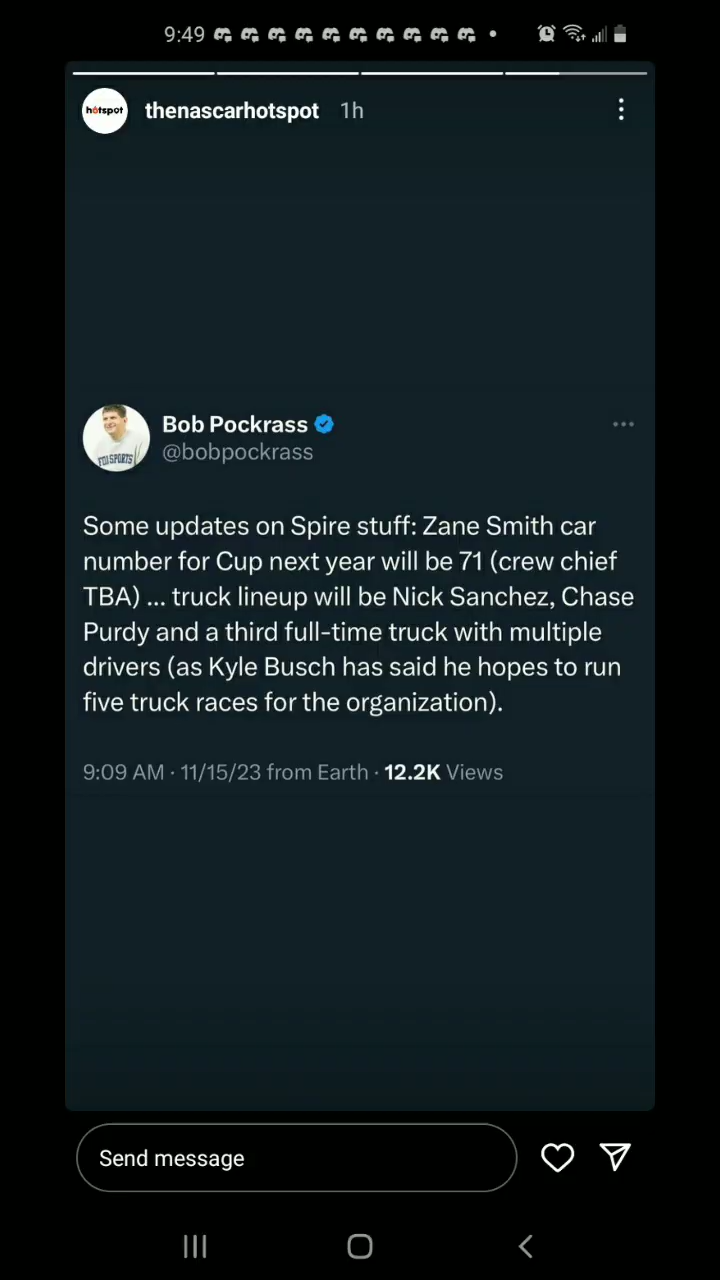 9:49
hotspot
thenascarhotspot 1h
Bob Pockrass
@bobpockrass
FOX SPORTS
Some updates on Spire stuff: Zane Smith car
number for Cup next year will be 71 (crew chief
TBA) ... truck lineup will be Nick Sanchez, Chase
Purdy and a third full-time truck with multiple
drivers (as Kyle Busch has said he hopes to run
five truck races for the organization).
9:09 AM · 11/15/23 from Earth · 12.2K Views
Send message